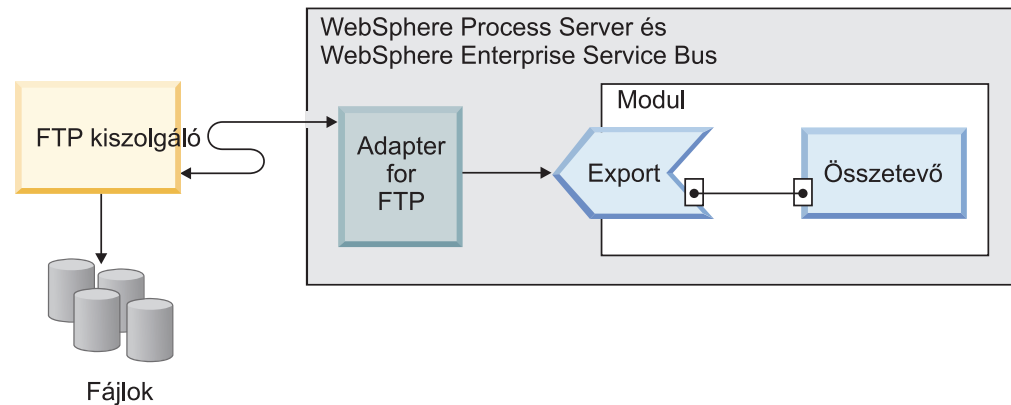 WebSphere Process Server és
WebSphere Enterprise Service Bus
Modul
FTP kiszolgáló
Adapter
for
FTP
Export
Összetevő
Fájlok